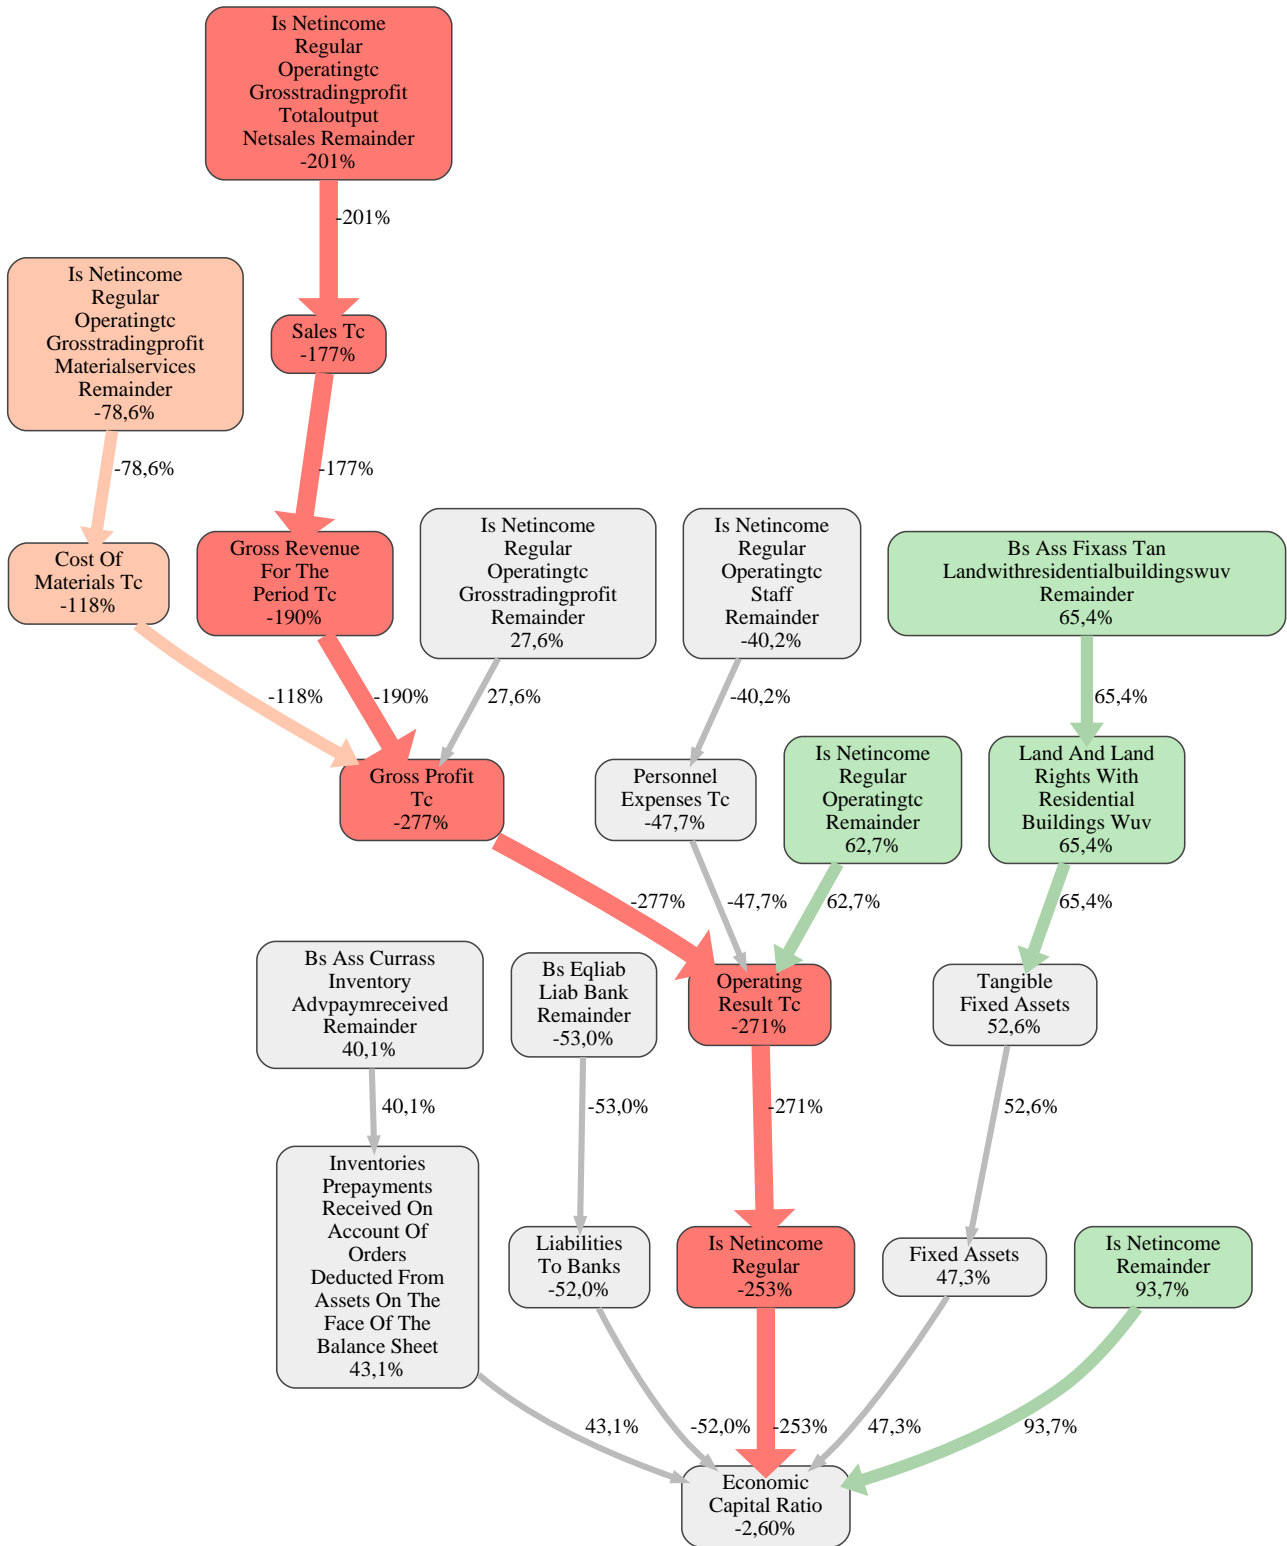 Is Netincome
Regular
Operatingtc
Grosstradingprofit
Totaloutput
Netsales Remainder
-201%
-201%
Is Netincome
Regular
Operatingtc
Grosstradingprofit
Materialservices
Remainder
-78,6%
Sales Tc
-177%
-78,6%
-177%
Cost Of
Materials Tc
-118%
Gross Revenue
For The
Period Tc
-190%
Is Netincome
Regular
Operatingtc
Grosstradingprofit
Remainder
27,6%
Is Netincome
Regular
Operatingtc
Staff
Remainder
-40,2%
Bs Ass Fixass Tan
Landwithresidentialbuildingswuv
Remainder
65,4%
-118%
-190%
27,6%
-40,2%
65,4%
Gross Profit
Tc
-277%
Personnel
Expenses Tc
-47,7%
Is Netincome
Regular
Operatingtc
Remainder
62,7%
Land And Land
Rights With
Residential
Buildings Wuv
65,4%
-277%
-47,7%
62,7%
65,4%
Bs Ass Currass
Inventory
Advpaymreceived
Remainder
40,1%
Bs Eqliab
Liab Bank
Remainder
-53,0%
Operating
Result Tc
-271%
Tangible
Fixed Assets
52,6%
40,1%
-53,0%
-271%
52,6%
Inventories
Prepayments
Received On
Account Of
Orders
Deducted From
Assets On The
Face Of The
Balance Sheet
43,1%
Liabilities
To Banks
-52,0%
Is Netincome
Regular
-253%
Fixed Assets
47,3%
Is Netincome
Remainder
93,7%
43,1%
-52,0%
-253%
47,3%
93,7%
Economic
Capital Ratio
-2,60%